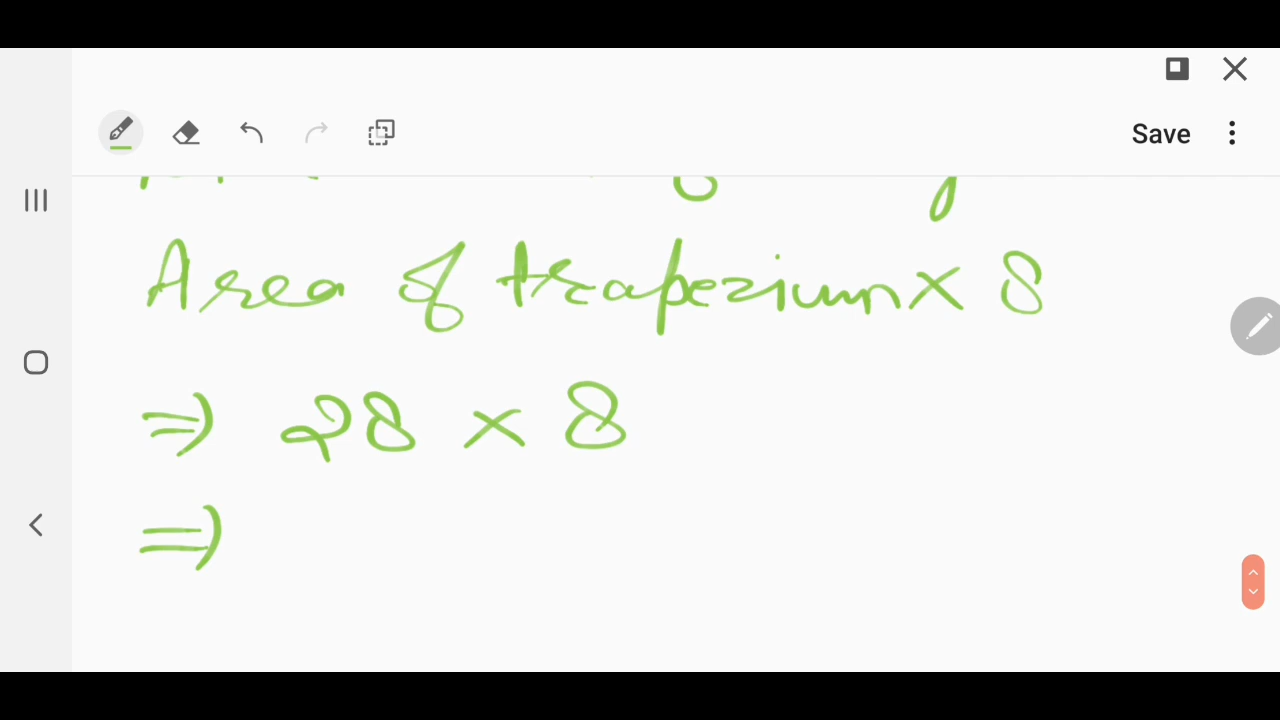 Save
Area of trapezium × 8
⇒ 28 × 8
⇒